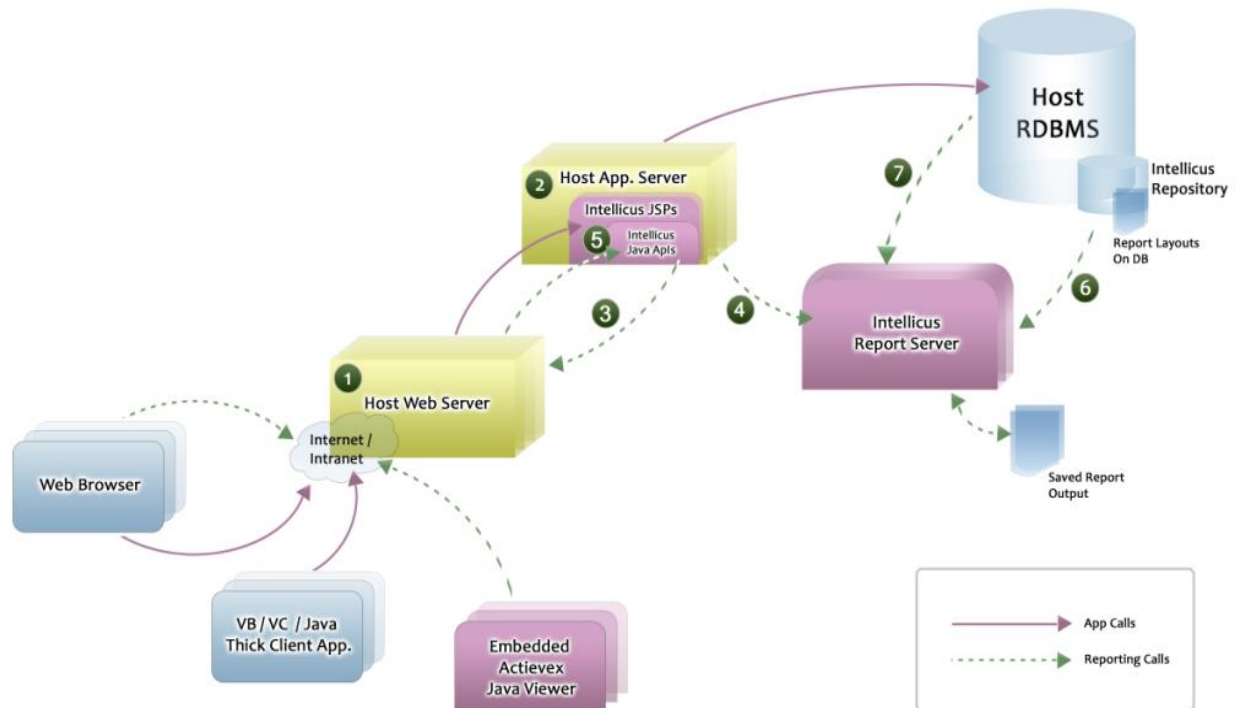 Host
RDBMS
Intellicus
Repository
Report Layouts
On DB
7
2
Host App. Server
Intellicus JSPs
5
Intellicus
Java Apis
6
3
4
Intellicus
Report Server
1
Host Web Server
Internet /
Intranet
Web Browser
Saved Report
Output
VB / VC / Java
Thick Client App.
Embedded
Actievex
Java Viewer
App Calls
Reporting Calls